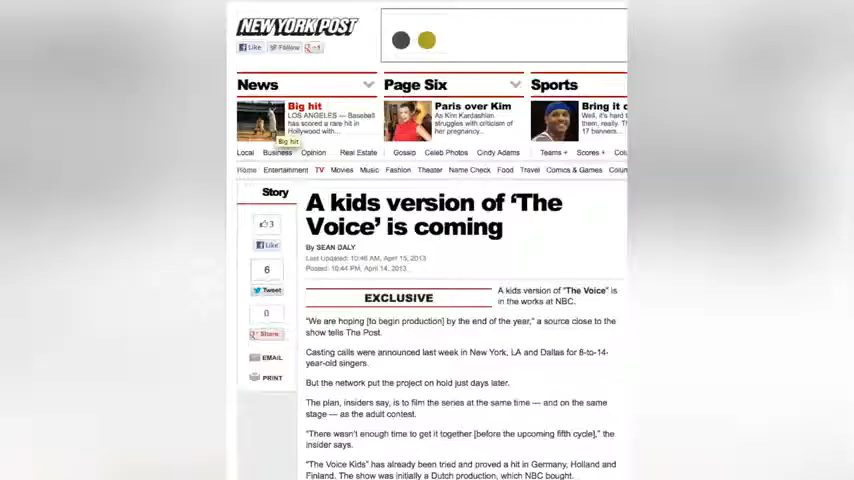 NEW YORK POST
Like
Follow
+1
News
Page Six
Sports
Big hit
LOS ANGELES — Baseball
has scored a rare hit in
Hollywood with...
Big hit
Paris over Kim
As Kim Kardashian
struggles with criticism of
her pregnancy...
Bring it
Well, it's hard
them, really. T
17 banners...
Local Business Opinion Real Estate
Gossip Celeb Photos Cindy Adams
Teams + Scores + Colu
Home Entertainment TV Movies Music Fashion Theater Name Check Food Travel Comics & Games Colum
Story
A kids version of ‘The
Voice’ is coming
By SEAN DALY
Last Updated: 10:46 AM, April 15, 2013
Posted: 10:44 PM, April 14, 2013
3
Like
6
Tweet
0
Share
EMAIL
PRINT
EXCLUSIVE
A kids version of “The Voice” is
in the works at NBC.
“We are hoping [to begin production] by the end of the year,” a source close to the
show tells The Post.
Casting calls were announced last week in New York, LA and Dallas for 8-to-14-
year-old singers.
But the network put the project on hold just days later.
The plan, insiders say, is to film the series at the same time — and on the same
stage — as the adult contest.
“There wasn’t enough time to get it together [before the upcoming fifth cycle],” the
insider says.
“The Voice Kids” has already been tried and proved a hit in Germany, Holland and
Finland. The show was initially a Dutch production, which NBC bought.